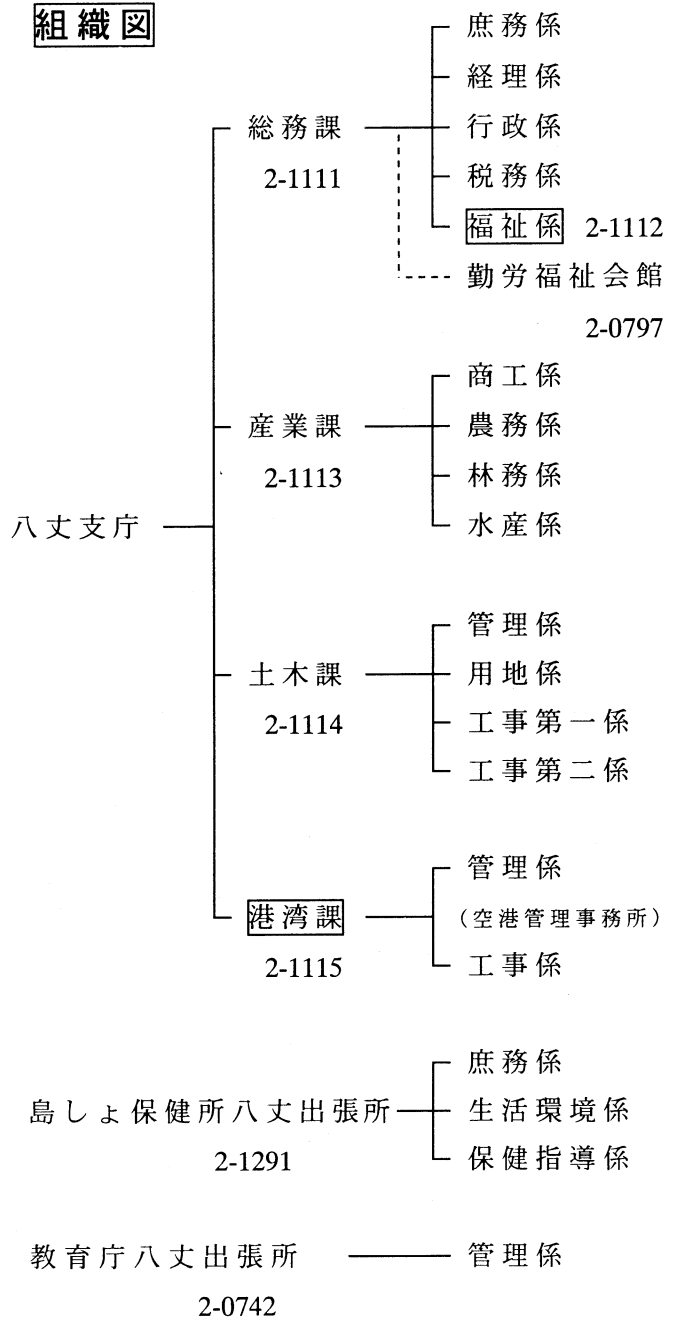 組織図
庶務係
経理係
総務課 行政係
2-1111 税務係
福祉係 2-1112
勤労福祉会館
2-0797
商工係
産業課 農務係
2-1113 林務係
八丈支庁 水産係
管理係
土木課 用地係
2-1114 工事第一係
工事第二係
管理係
港湾課 (空港管理事務所)
2-1115 工事係
庶務係
島しょ保健所八丈出張所 生活環境係
2-1291 保健指導係
教育庁八丈出張所 管理係
2-0742